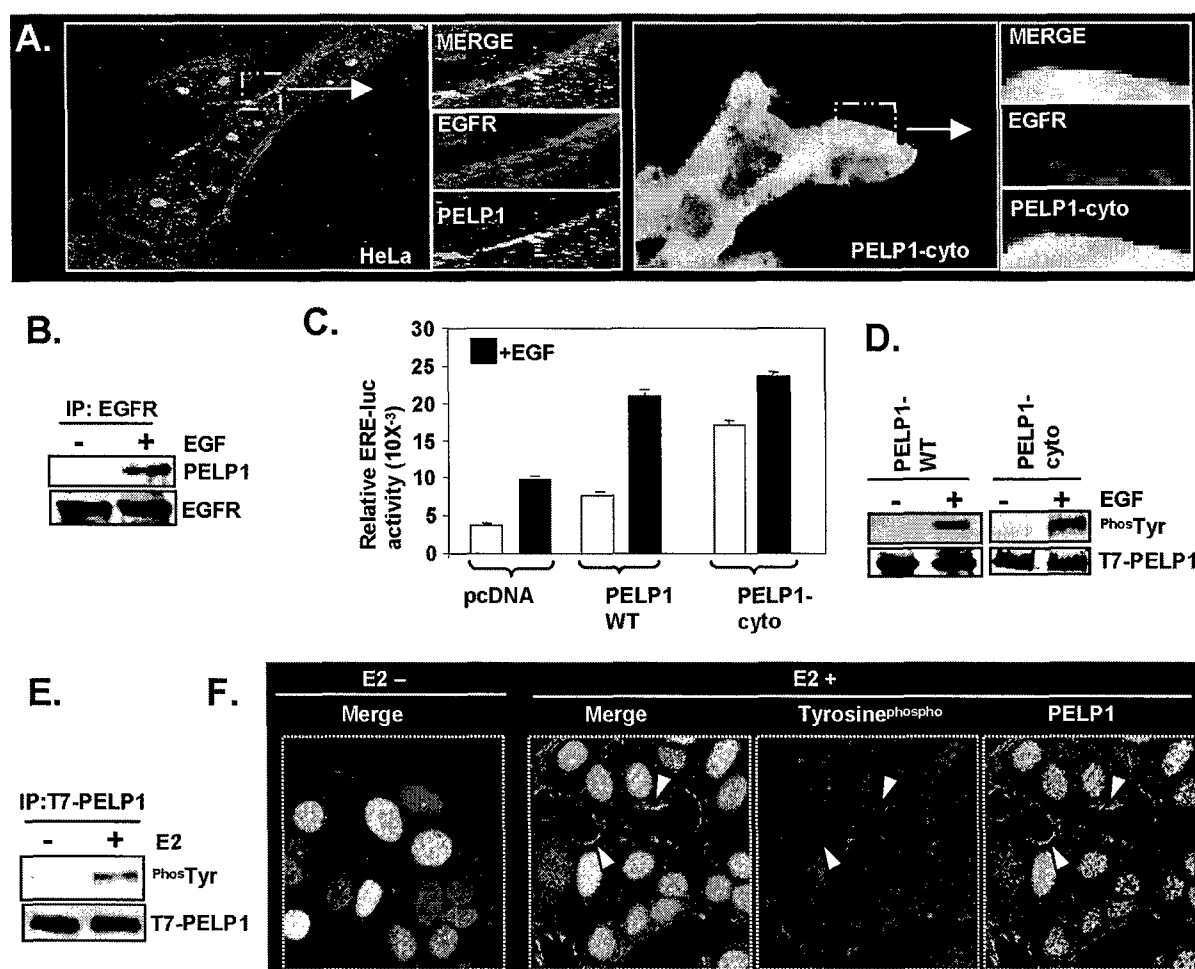 A.
MERGE
EGFR
PELP1
HeLa
MERGE
EGFR
PELP1-cyto
PELP1-cyto
B.
IP: EGFR
- + EGF
PELP1
EGFR
C.
Relative ERE-luc
activity (10X⁻³)
30
25
20
15
10
5
0
+EGF
pcDNA
PELP1
WT
PELP1-
cyto
D.
PELP1-
WT
PELP1-
cyto
- + - + EGF
PhosTyr
T7-PELP1
E.
IP:T7-PELP1
- + E2
PhosTyr
T7-PELP1
F.
E2 –
E2 +
Merge
Merge
Tyrosinephospho
PELP1